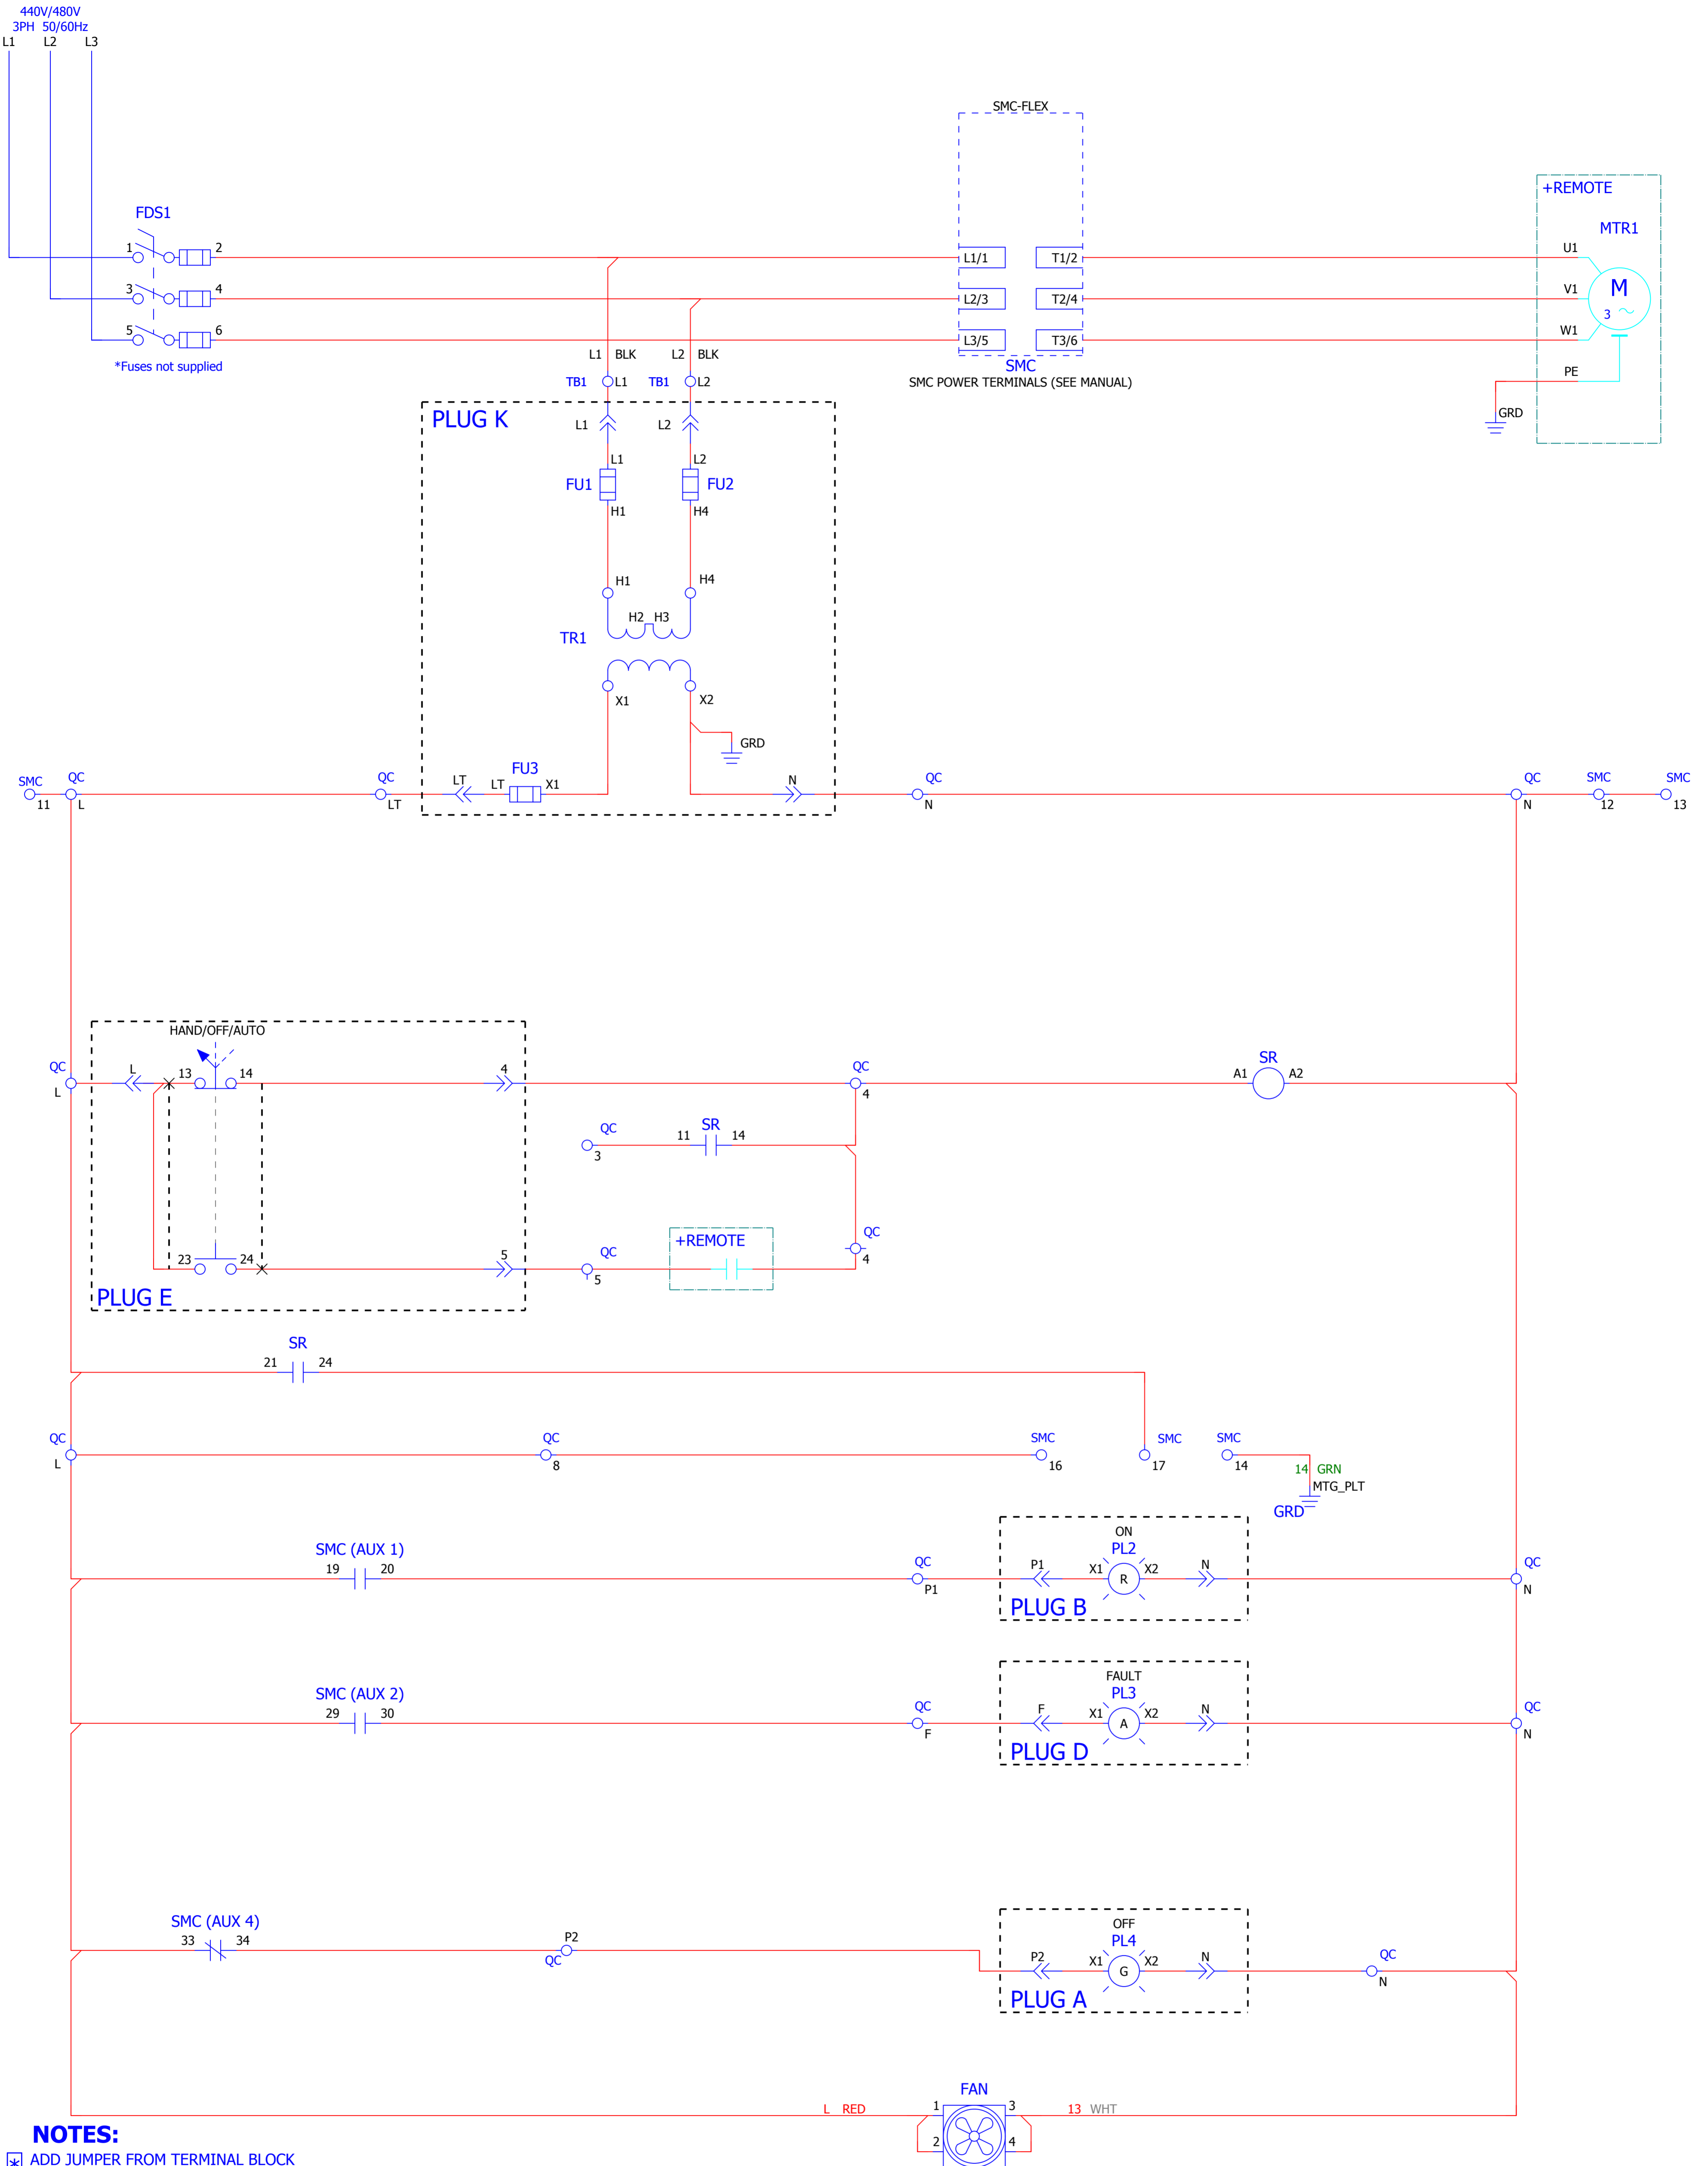 440V/480V
3PH 50/60Hz
L1 L2 L3
SMC-FLEX
+REMOTE
FDS1
MTR1
1 2
L1/1 T1/2
U1
3 4
L2/3 T2/4
V1
M
3
5 6
L3/5 T3/6
W1
L1 BLK L2 BLK
*Fuses not supplied
SMC
PE
SMC POWER TERMINALS (SEE MANUAL)
TB1 L1 TB1 L2
GRD
PLUG K
L1 L2
L1 L2
FU1 FU2
H1 H4
H1 H4
H2 H3
TR1
X1 X2
GRD
SMC QC QC
FU3
LT LT X1
N
QC QC SMC SMC
11 L LT N N 12 13
HAND/OFF/AUTO
QC L 13 14 4 QC
SR
A1 A2
L 4
QC
SR
11 14
3
QC
+REMOTE
23 24 5 QC
4
5
PLUG E
SR
21 24
QC QC SMC SMC SMC
L 8 16 17 14
14 GRN
MTG_PLT
GRD
ON
SMC (AUX 1)
PL2
19 20 QC P1 X1 R X2 N QC
P1 N
PLUG B
FAULT
SMC (AUX 2)
PL3
29 30 QC F X1 A X2 N QC
F N
PLUG D
SMC (AUX 4)
OFF
33 34 P2
PL4
QC
P2 X1 G X2 N QC
N
PLUG A
FAN
L RED 1 3 13 WHT
NOTES:
2 4
* ADD JUMPER FROM TERMINAL BLOCK